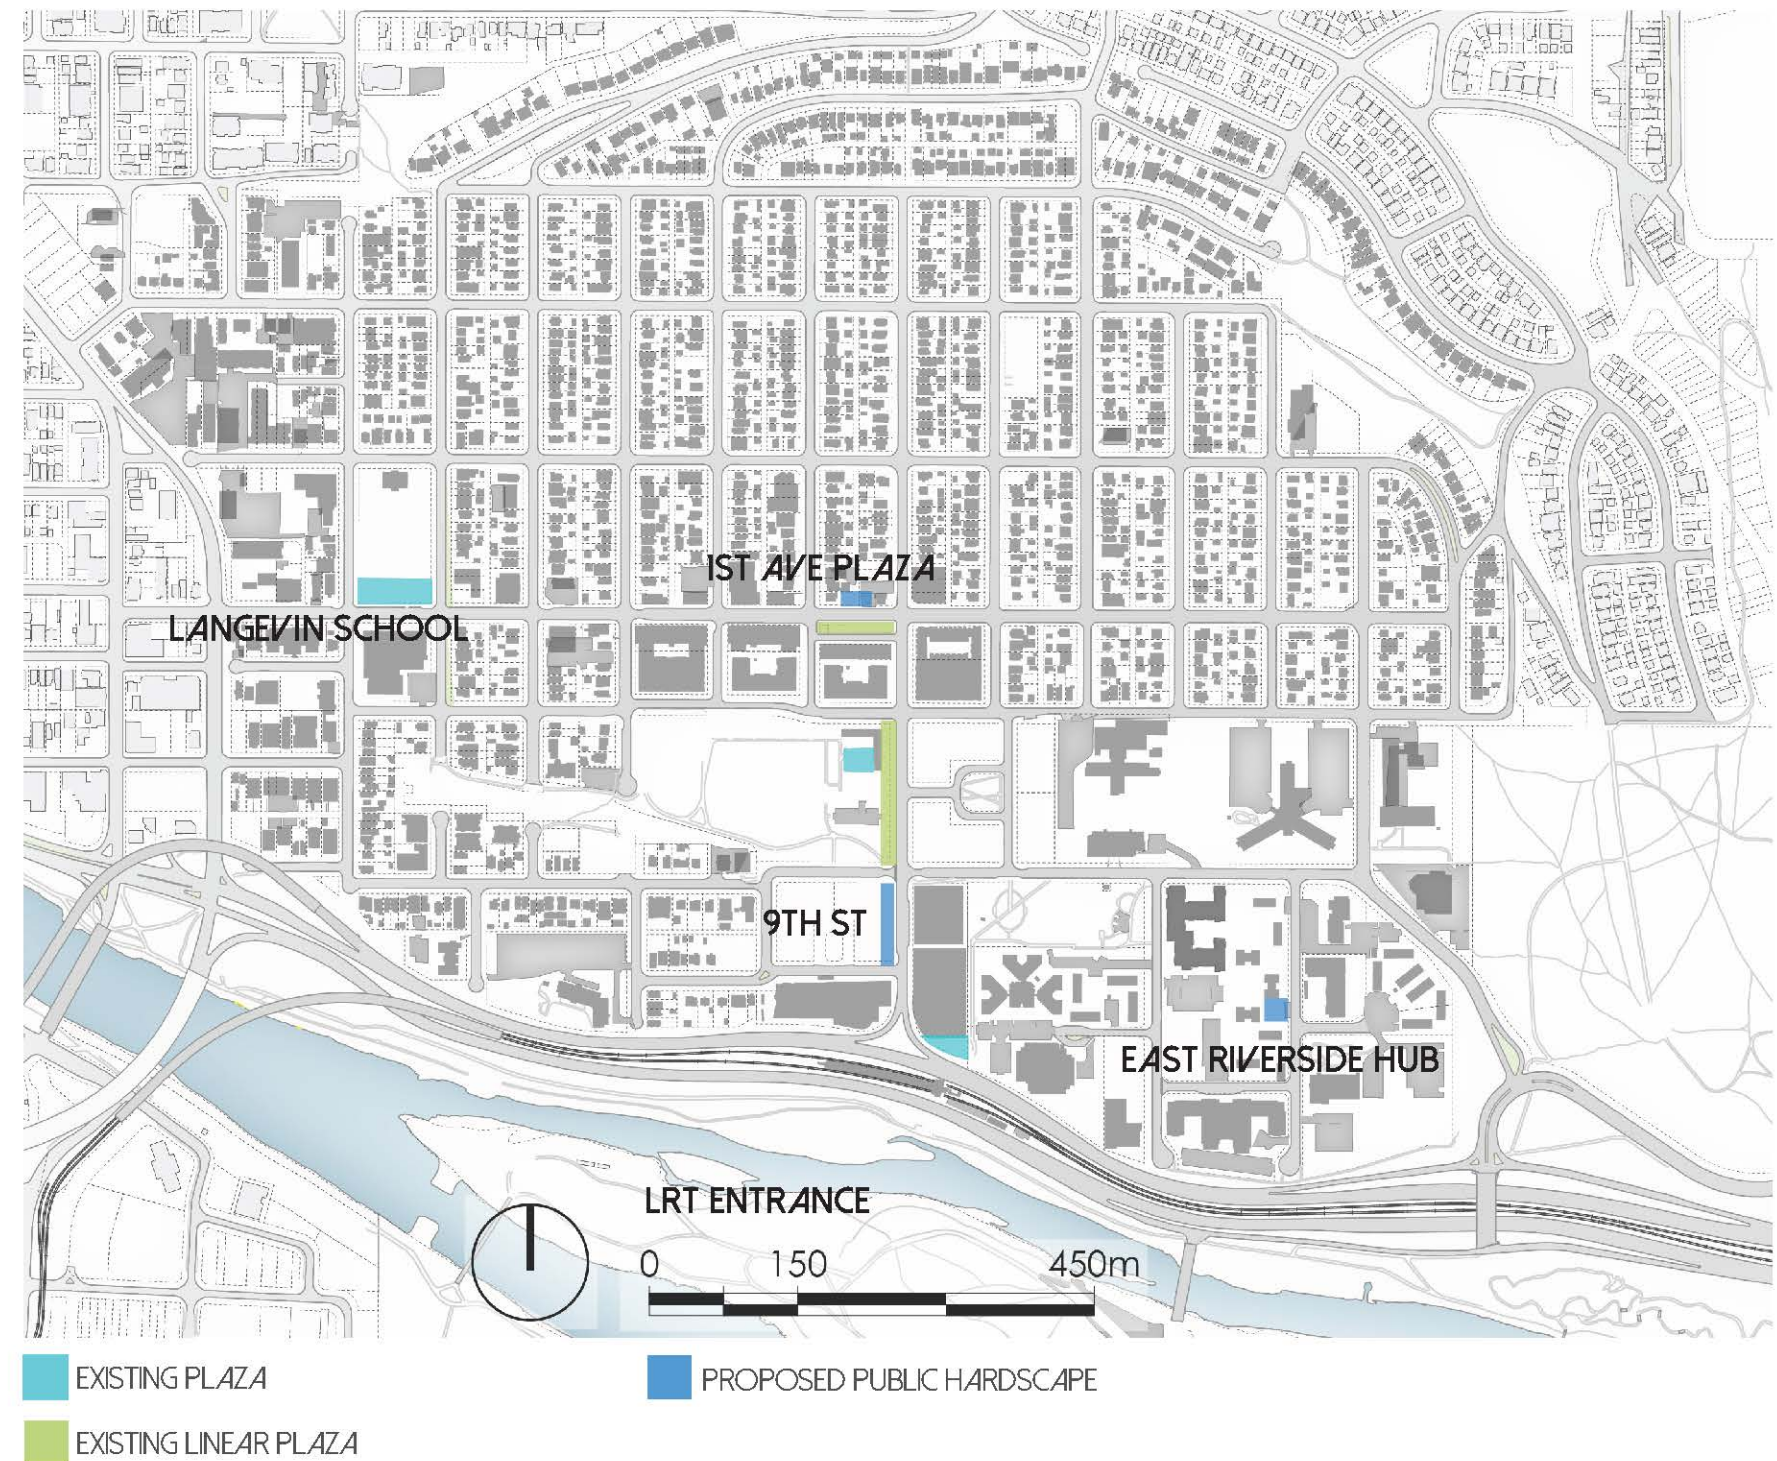 1ST AVE PLAZA
LANGEVIN SCHOOL
9TH ST
EAST RIVERSIDE HUB
LRT ENTRANCE
0 150 450m
EXISTING PLAZA
PROPOSED PUBLIC HARDSCAPE
EXISTING LINEAR PLAZA